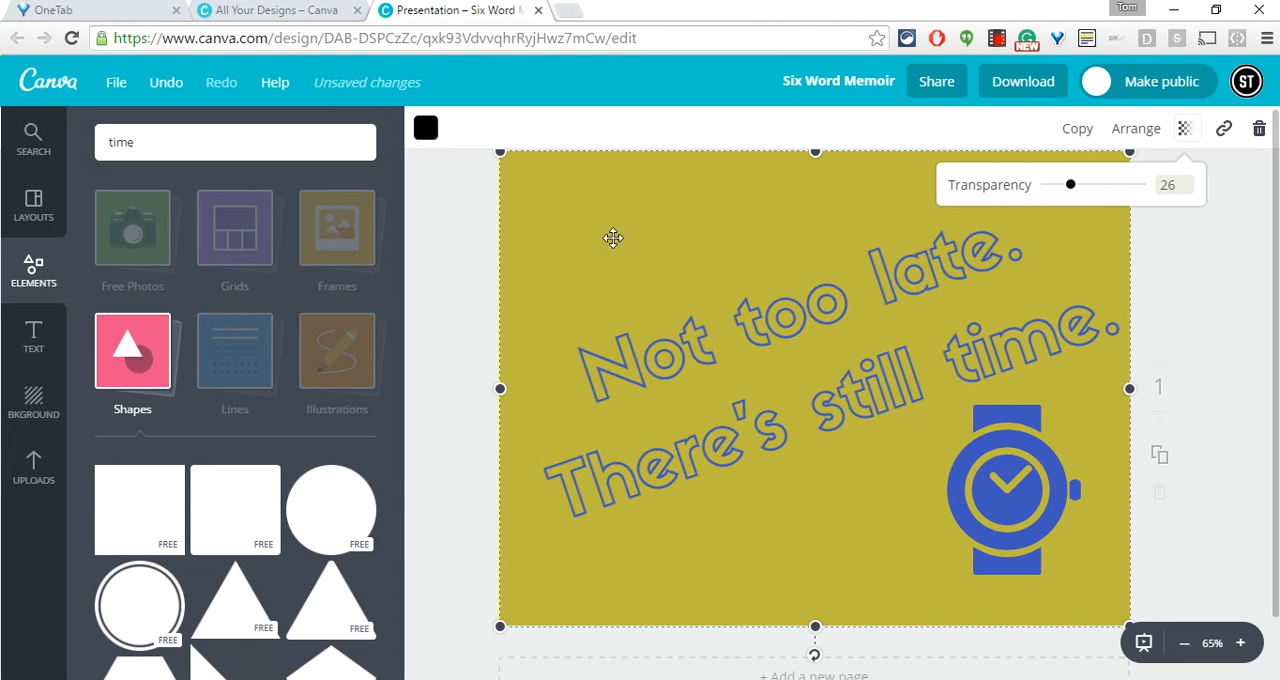 OneTab
All Your Designs – Canva
Presentation – Six Word M
Tom
https://www.canva.com/design/DAB-DSPCzZc/qxk93VdvvqhrRyjHwz7mCw/edit
NEW
Canva
File
Undo
Redo
Help
Unsaved changes
Six Word Memoir
Share
Download
Make public
ST
SEARCH
LAYOUTS
ELEMENTS
TEXT
BKGROUND
UPLOADS
time
Free Photos
Grids
Frames
Shapes
Lines
Illustrations
FREE
FREE
FREE
FREE
FREE
FREE
Copy
Arrange
Transparency
26
Not too late.
There's still time.
1
+ Add a new page
65%